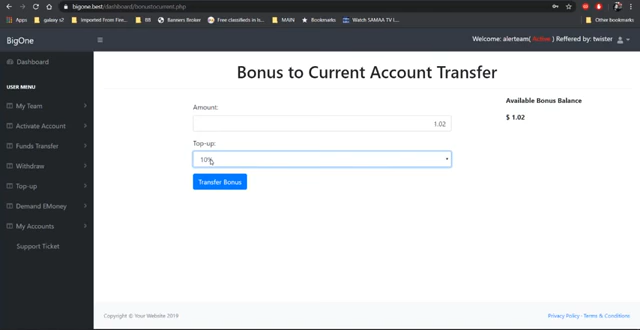 bigone.best/dashboard/bonustocurrent.php
Apps
galaxy s2
Imported From Fire...
fifl
Banners Broker
Free classifieds in Is...
MAIN
Bookmarks
Watch SAMAA TV L...
Other bookmarks
BigOne
Welcome: alerteam( Active ) Reffered by: twister
Dashboard
USER MENU
My Team
Activate Account
Funds Transfer
Withdraw
Top-up
Demand EMoney
My Accounts
Support Ticket
Bonus to Current Account Transfer
Amount:
1.02
Top-up:
10%
Transfer Bonus
Available Bonus Balance
$ 1.02
Copyright © Your Website 2019
Privacy Policy · Terms & Conditions